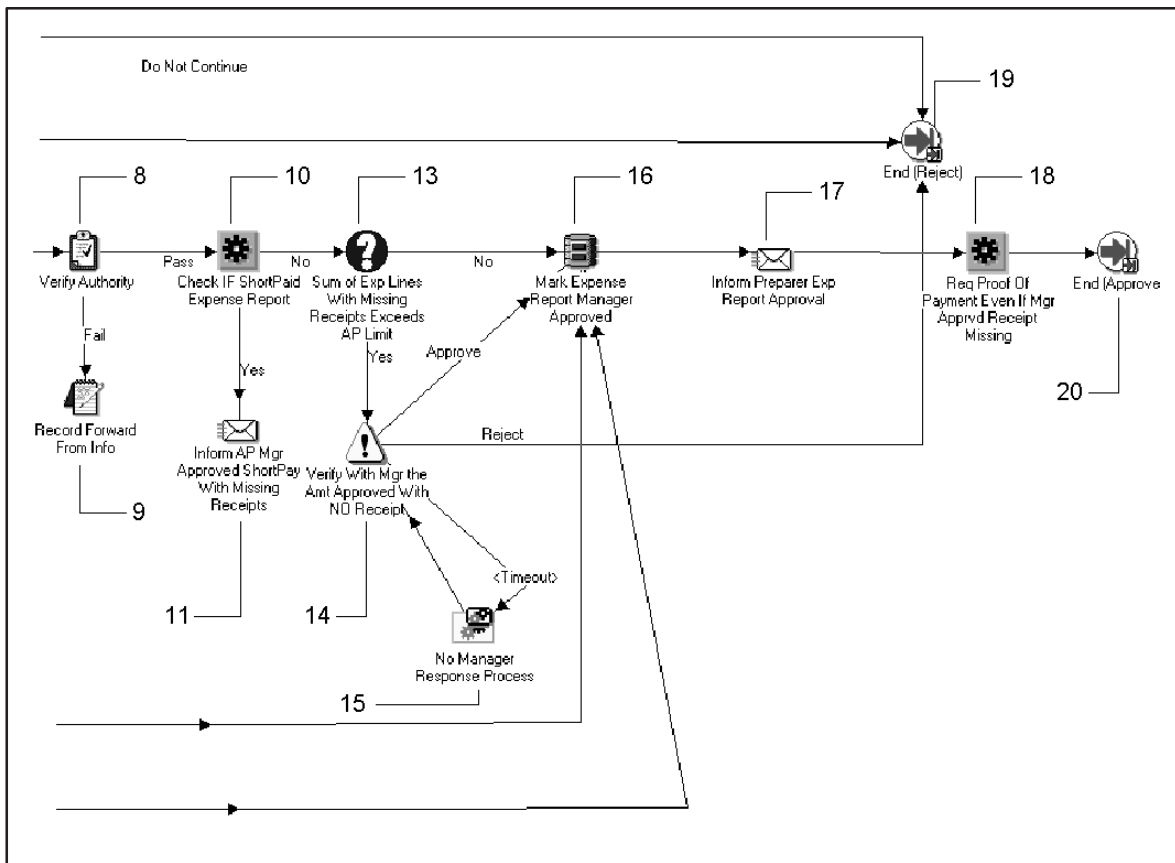 Do Not Continue
19
End (Reject)
8
10
13
16
17
18
Verify Authority
Pass
Check IF ShortPaid
Expense Report
No
Sum of Exp Lines
With Missing
Receipts Exceeds
AP Limit
No
Mark Expense
Report Manager
Approved
Inform Preparer Exp
Report Approval
Req Proof Of
Payment Even If Mgr
Apprvd Receipt
Missing
End (Approve
Fail
Yes
Yes
Approve
20
Record Forward
From Info
Inform AP Mgr
Approved ShortPay
With Missing
Receipts
Reject
Verify With Mgr the
Amt Approved With
NO Receipt
9
<Timeout>
11
14
No Manager
Response Process
15